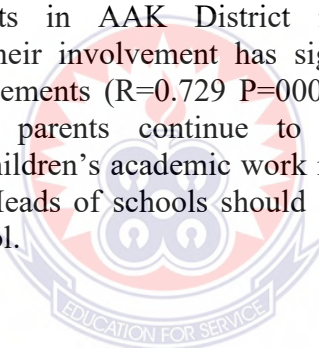 ts in AAK District
heir involvement has sig
ements (R=0.729 P=000
parents continue to
hildren's academic work
Heads of schools should
ol.
EDUCATION FOR SERVICE